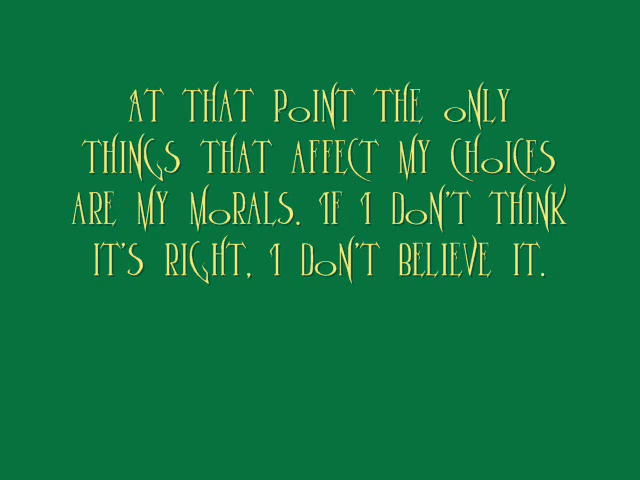 At that point the only
things that affect my choices
are my morals. If I don't think
it's right, I don't believe it.